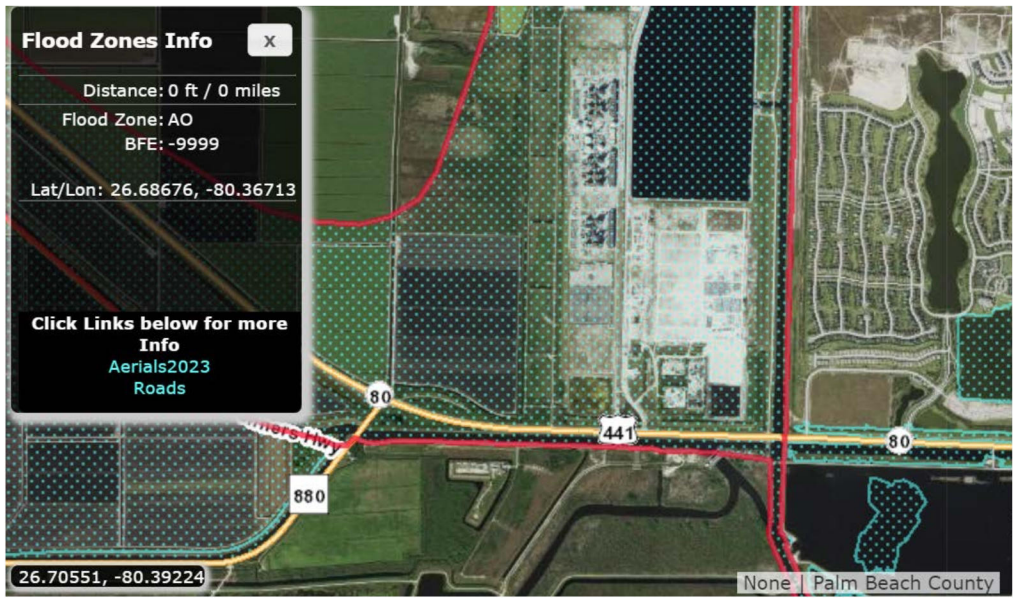 Flood Zones Info
x
Distance: 0 ft / 0 miles
Flood Zone: AO
BFE: -9999
Lat/Lon: 26.68676, -80.36713
Click Links below for more
Info
Aerials2023
Roads
80
441
80
Hwy
880
26.70551, -80.39224
None | Palm Beach County